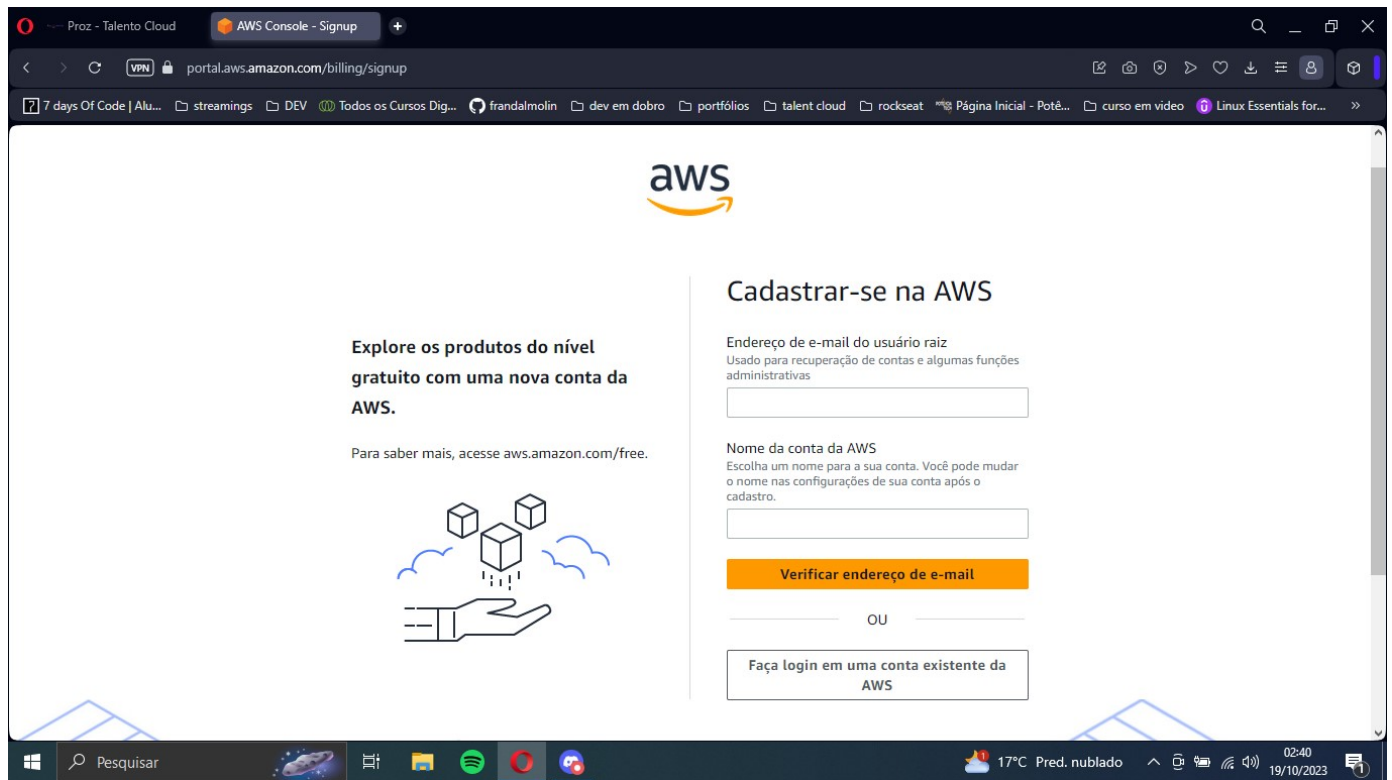 Proz - Talento Cloud
AWS Console - Signup
VPN
portal.aws.amazon.com/billing/signup
7 days Of Code | Alu...
streamings
DEV
Todos os Cursos Dig...
frandalmolin
dev em dobro
portfólios
talent cloud
rockseat
Página Inicial - Potê...
curso em video
Linux Essentials for...
aws
Explore os produtos do nível
gratuito com uma nova conta da
AWS.
Para saber mais, acesse aws.amazon.com/free.
Cadastrar-se na AWS
Endereço de e-mail do usuário raiz
Usado para recuperação de contas e algumas funções
administrativas
Nome da conta da AWS
Escolha um nome para a sua conta. Você pode mudar
o nome nas configurações de sua conta após o
cadastro.
Verificar endereço de e-mail
OU
Faça login em uma conta existente da
AWS
Pesquisar
17°C Pred. nublado
02:40
19/10/2023
1